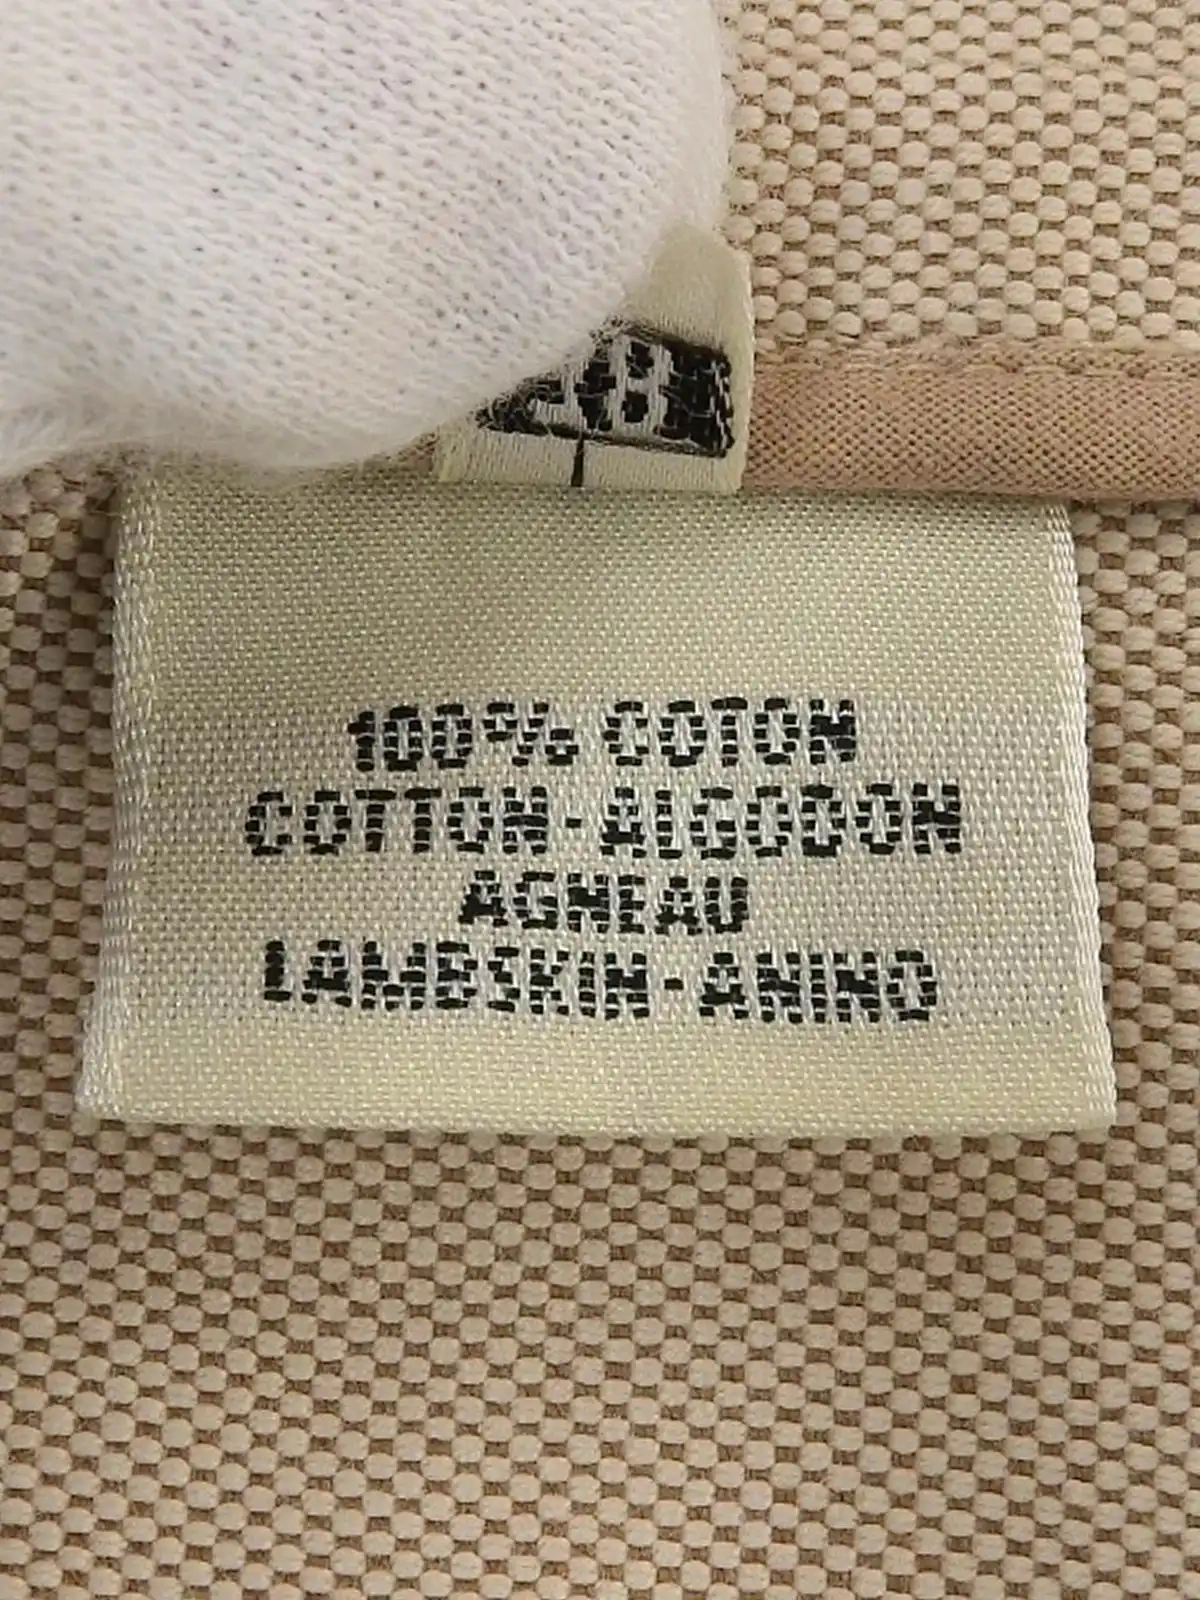 100% COTON
COTTON-ALGODON
AGNEAU
LAMBSKIN-ANINO